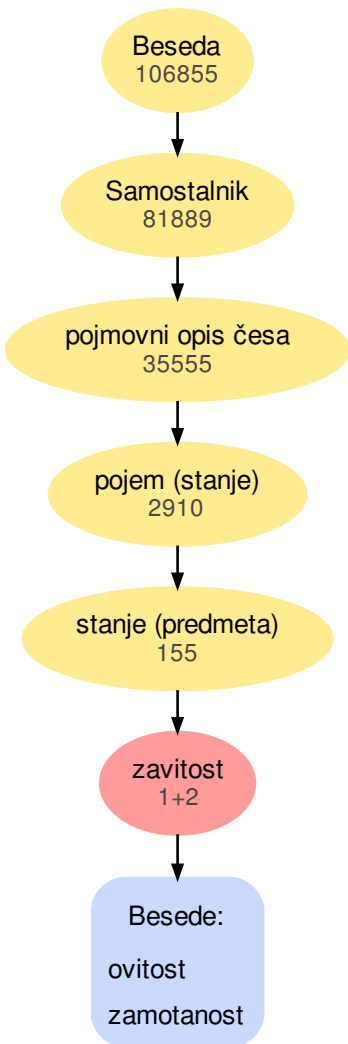 Beseda
106855
Samostalnik
81889
pojmovni opis česa
35555
pojem (stanje)
2910
stanje (predmeta)
155
zavitost
1+2
Besede:
ovitost
zamotanost